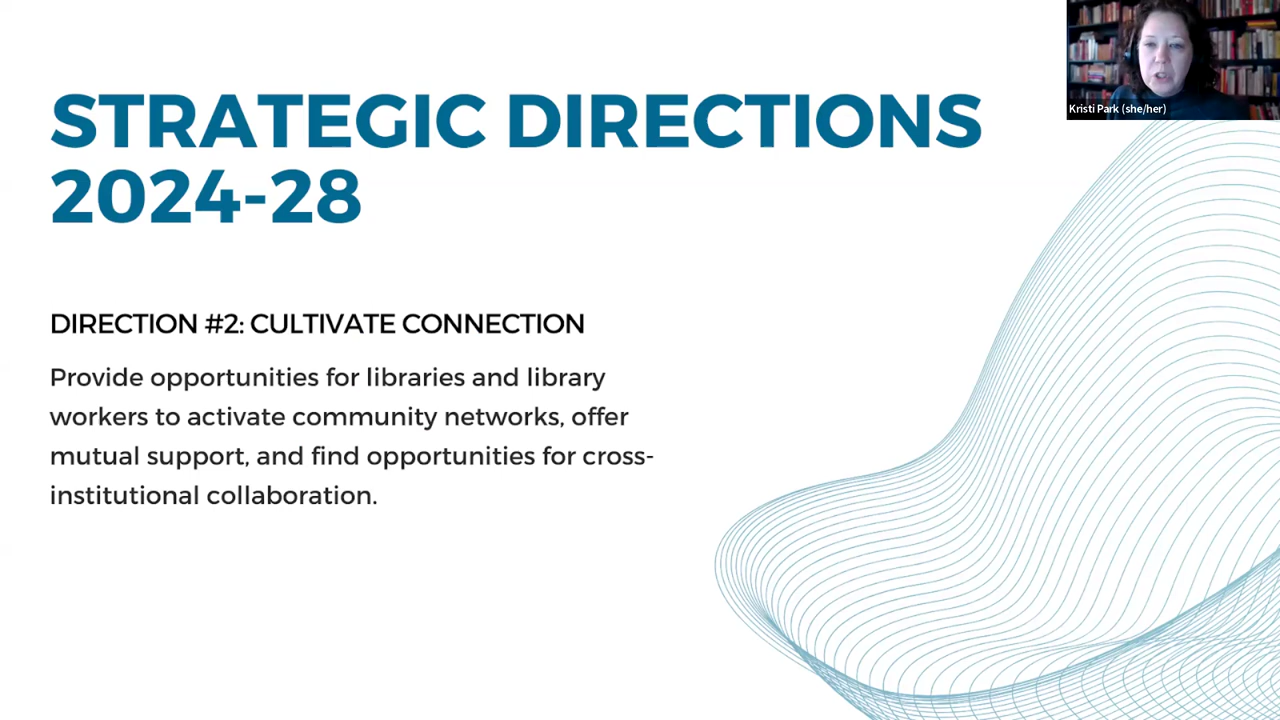 STRATEGIC DIRECTIONS
2024-28
Kristi Park (she/her)
DIRECTION #2: CULTIVATE CONNECTION
Provide opportunities for libraries and library
workers to activate community networks, offer
mutual support, and find opportunities for cross-
institutional collaboration.